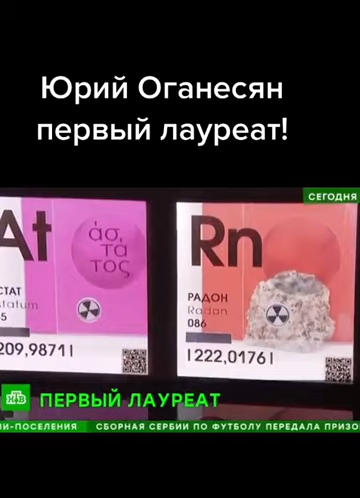 Юрий Оганесян
первый лауреат!
СЕГОДНЯ
At
άσ,
τα
τος
СТАТ
statum
5
209,9871|
Rn
РАДОН
Radon
086
|222,0176|
НТВ
ПЕРВЫЙ ЛАУРЕАТ
МИ-ПОСЕЛЕНИЯ СБОРНАЯ СЕРБИИ ПО ФУТБОЛУ ПЕРЕДАЛА ПРИЗО